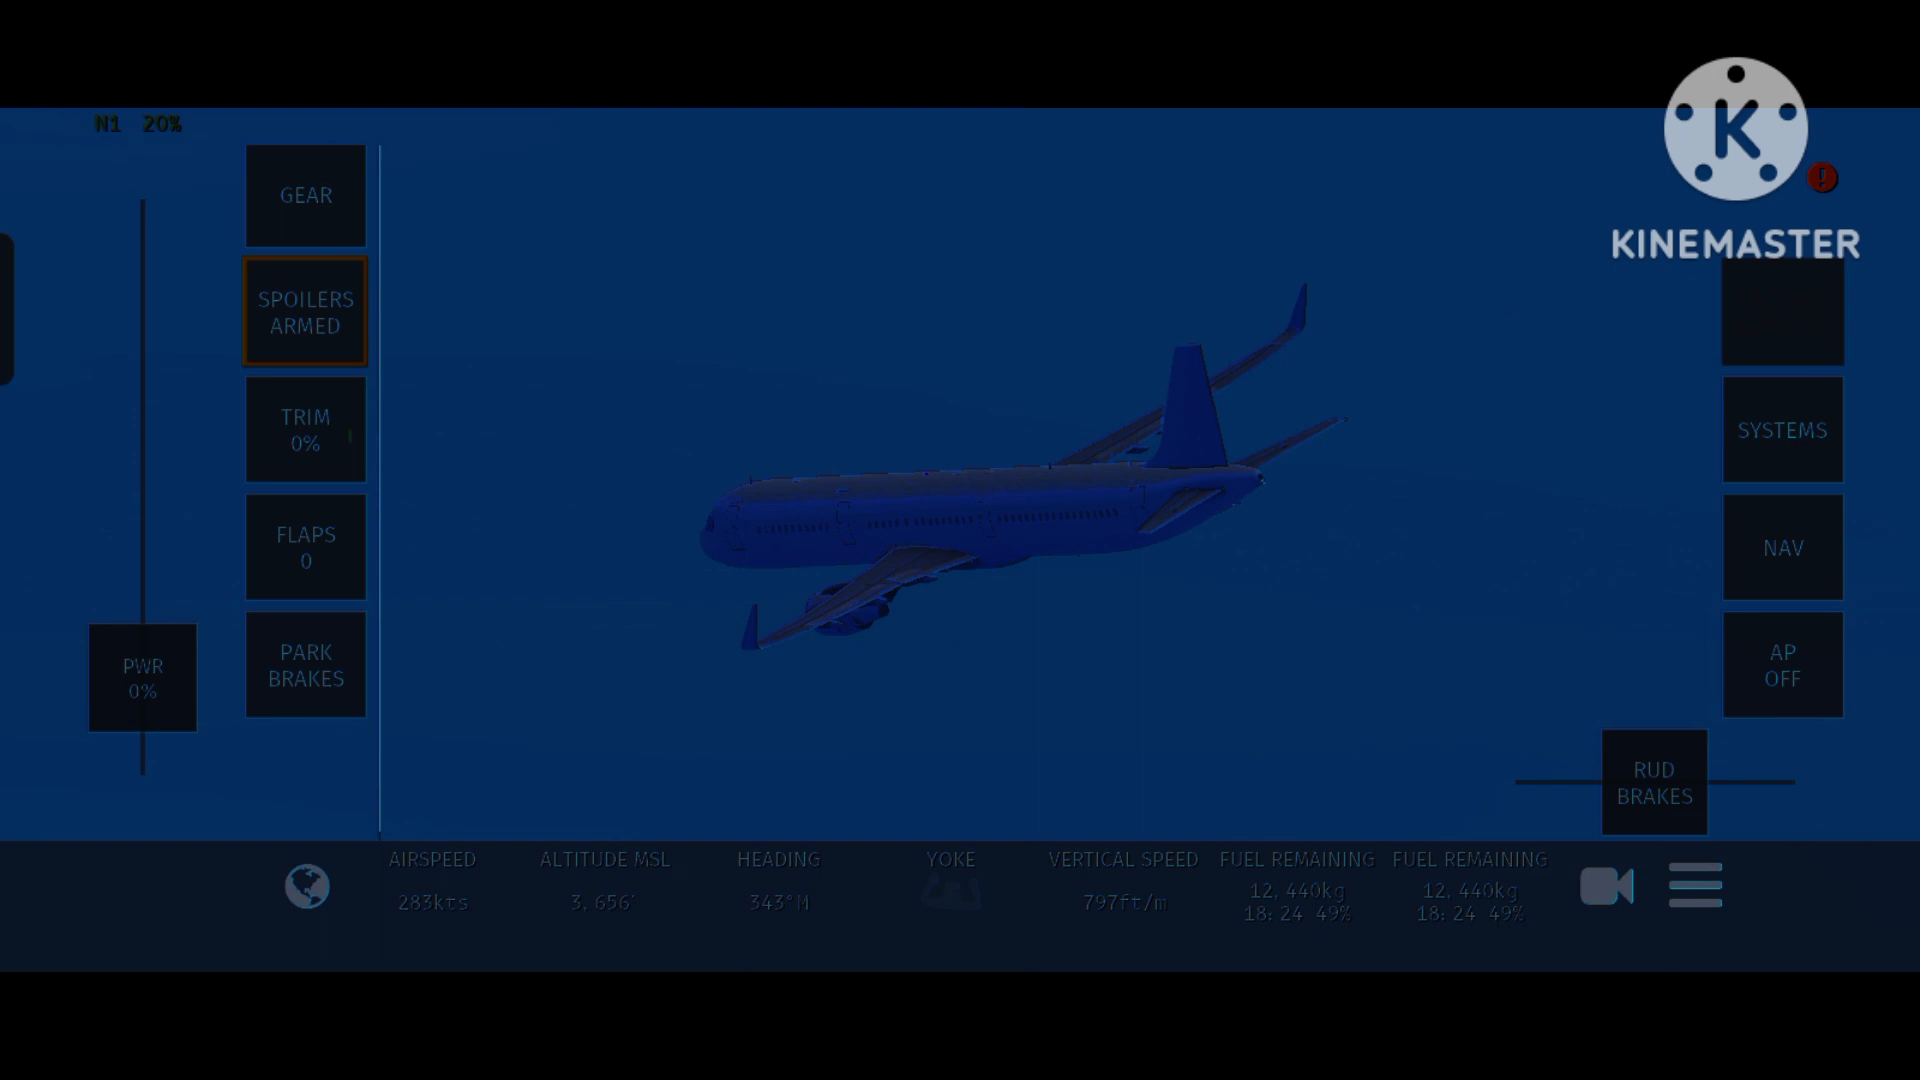 N1 20%
GEAR
SPOILERS
ARMED
TRIM
0%
FLAPS
0
PARK
BRAKES
PWR
0%
K
KINEMASTER
!
SYSTEMS
NAV
AP
OFF
RUD
BRAKES
AIRSPEED
283kts
ALTITUDE MSL
3,656'
HEADING
343°M
YOKE
VERTICAL SPEED
797ft/m
FUEL REMAINING
12,440kg
18:24 49%
FUEL REMAINING
12,440kg
18:24 49%